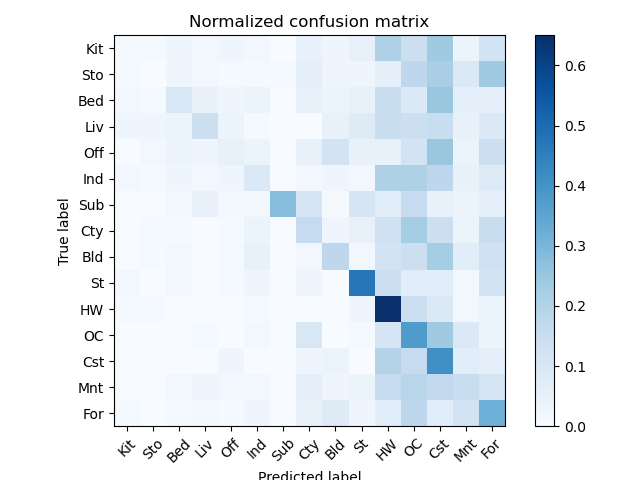 Normalized confusion matrix
True label
Kit
Sto
Bed
Liv
Off
Ind
Sub
Cty
Bld
St
HW
OC
Cst
Mnt
For
Kit Sto Bed Liv Off Ind Sub Cty Bld St HW OC Cst Mnt For
Predicted label
0.6
0.5
0.4
0.3
0.2
0.1
0.0